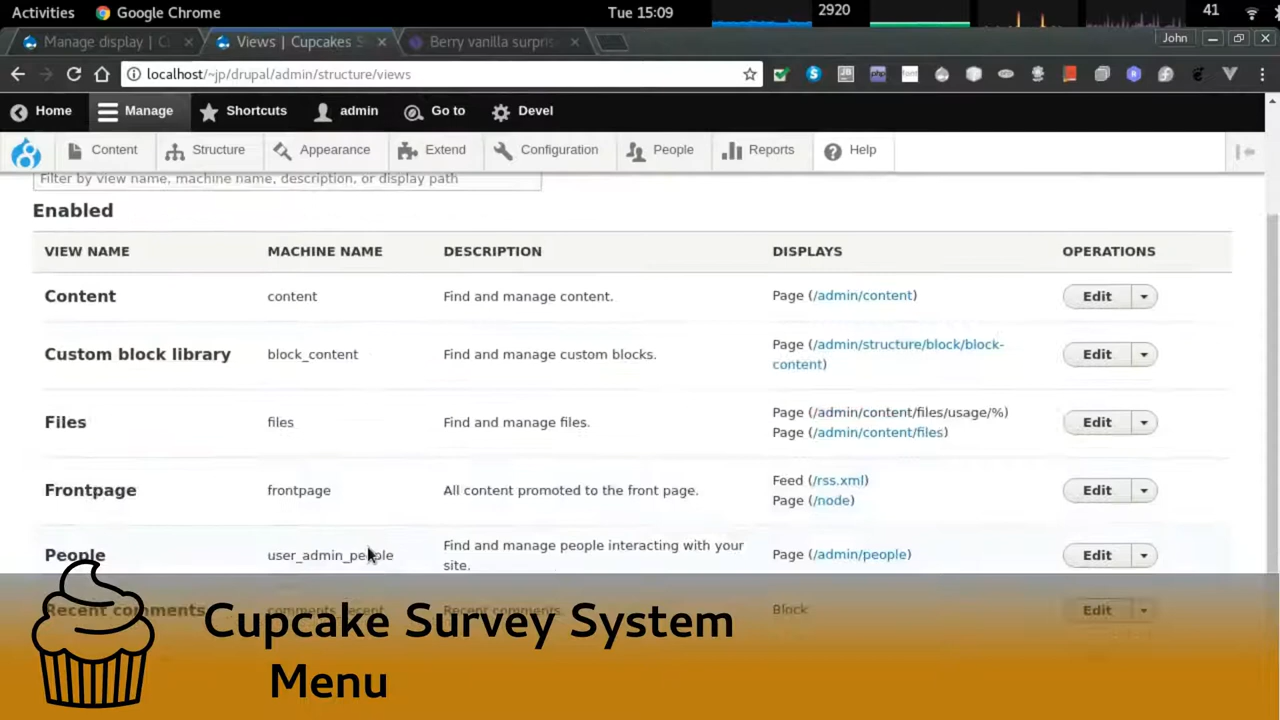 Activities Google Chrome Tue 15:09 2920 41
Manage display | C Views | Cupcakes S Berry vanilla surpris John
localhost/~jp/drupal/admin/structure/views
Home Manage Shortcuts admin Go to Devel
Content Structure Appearance Extend Configuration People Reports Help
Filter by view name, machine name, description, or display path
Enabled
VIEW NAME MACHINE NAME DESCRIPTION DISPLAYS OPERATIONS
Content content Find and manage content. Page (/admin/content) Edit
Custom block library block_content Find and manage custom blocks. Page (/admin/structure/block/block-
content) Edit
Files files Find and manage files. Page (/admin/content/files/usage/%)
Page (/admin/content/files) Edit
Frontpage frontpage All content promoted to the front page. Feed (/rss.xml)
Page (/node) Edit
People user_admin_people Find and manage people interacting with your
site. Page (/admin/people) Edit
Recent comments comments_recent Recent comments. Block Edit
Cupcake Survey System
Menu